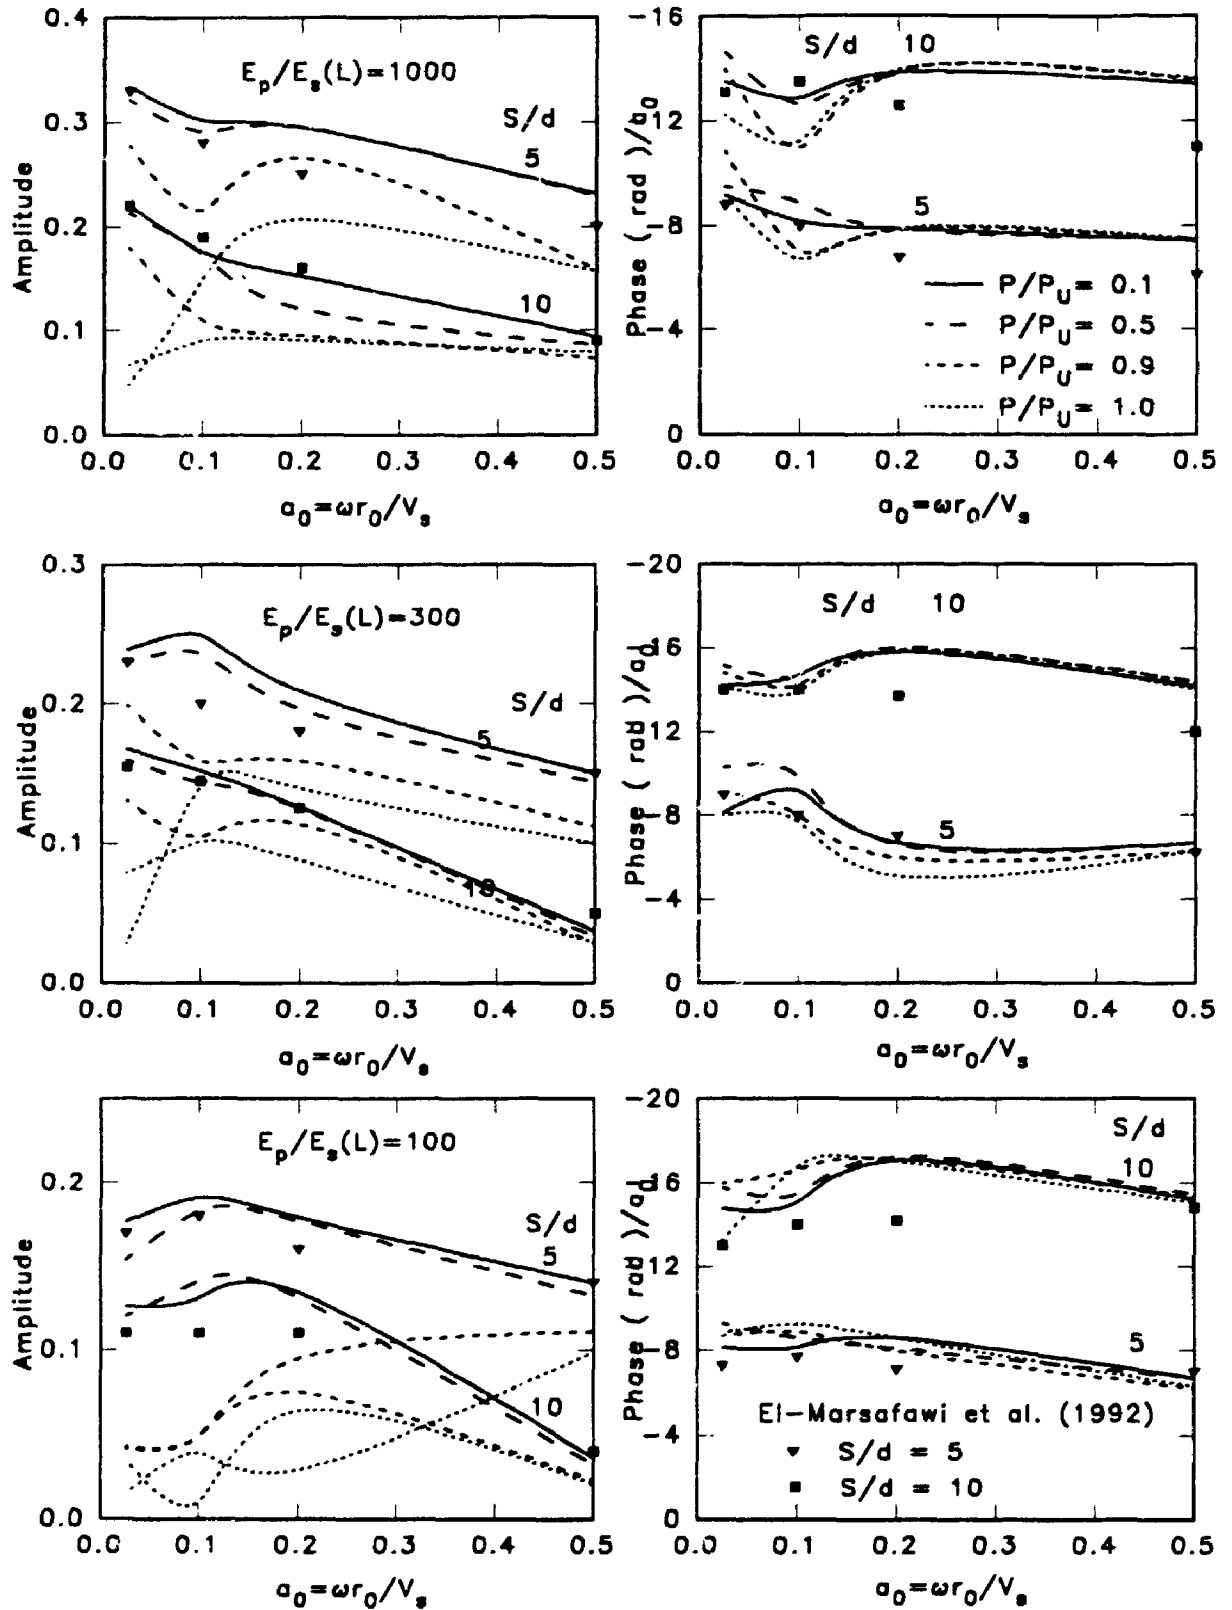 0.4
0.3
0.2
0.1
0.0
Amplitude
E_p/E_s(L)=1000
S/d
5
10
0.0 0.1 0.2 0.3 0.4 0.5
a_0=ωr_0/V_s
-16
-12
-8
-4
0
Phase ( rad )/a_0
S/d 10
5
P/P_U= 0.1
P/P_U= 0.5
P/P_U= 0.9
P/P_U= 1.0
0.0 0.1 0.2 0.3 0.4 0.5
a_0=ωr_0/V_s
0.3
0.2
0.1
0.0
Amplitude
E_p/E_s(L)=300
S/d
5
10
0.0 0.1 0.2 0.3 0.4 0.5
a_0=ωr_0/V_s
-20
-16
-12
-8
-4
0
Phase ( rad )/a_0
S/d 10
5
0.0 0.1 0.2 0.3 0.4 0.5
a_0=ωr_0/V_s
0.2
0.1
0.0
Amplitude
E_p/E_s(L)=100
S/d
5
10
0.0 0.1 0.2 0.3 0.4 0.5
a_0=ωr_0/V_s
-20
-16
-12
-8
-4
0
Phase ( rad )/a_0
S/d
10
5
El-Marsafawi et al. (1992)
S/d = 5
S/d = 10
0.0 0.1 0.2 0.3 0.4 0.5
a_0=ωr_0/V_s